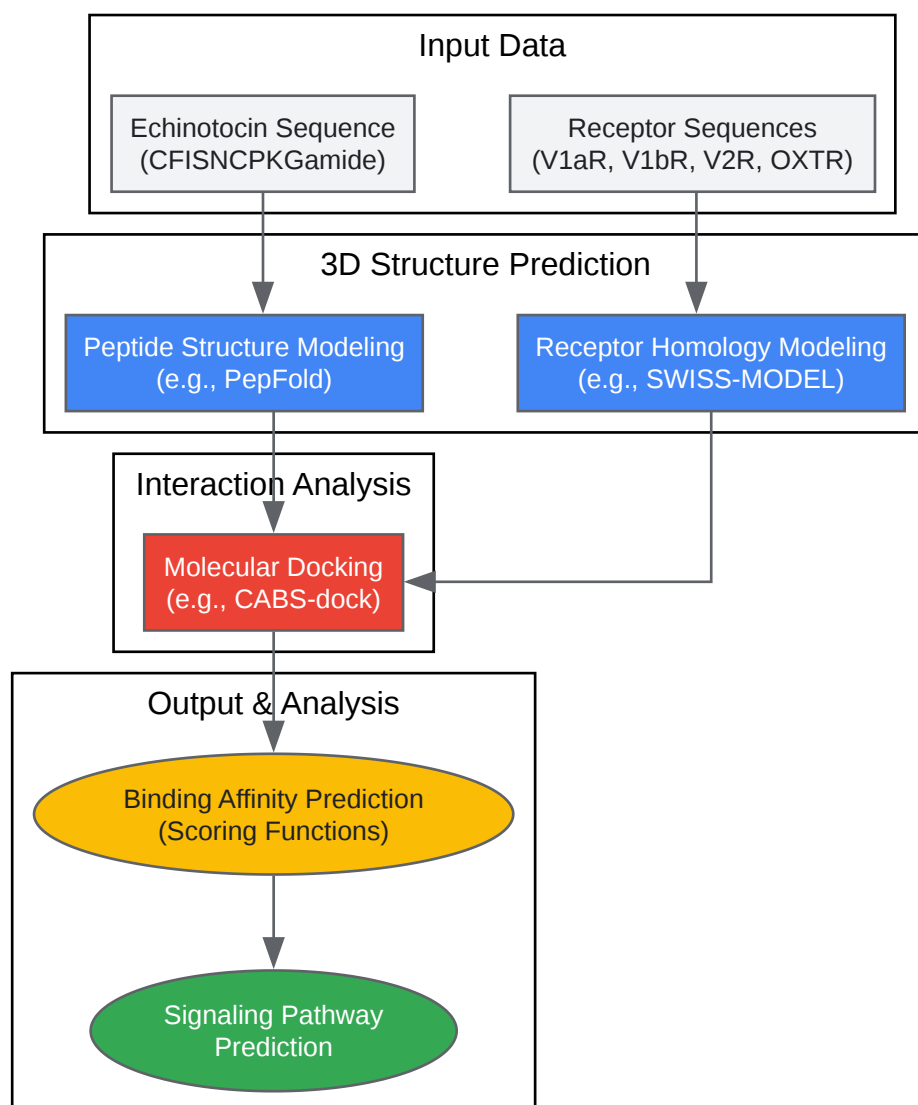 Input Data
Echinotocin Sequence
(CFISNCPKGamide)
Receptor Sequences
(V1aR, V1bR, V2R, OXTR)
3D Structure Prediction
Peptide Structure Modeling
(e.g., PepFold)
Receptor Homology Modeling
(e.g., SWISS-MODEL)
Interaction Analysis
Molecular Docking
(e.g., CABS-dock)
Output & Analysis
Binding Affinity Prediction
(Scoring Functions)
Signaling Pathway
Prediction